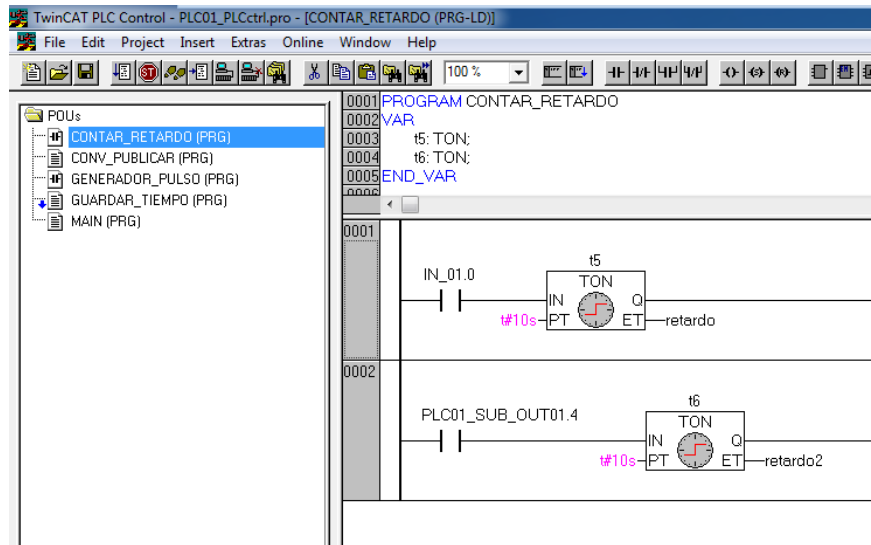 TwinCAT PLC Control - PLC01_PLCctrl.pro - [CONTAR_RETARDO (PRG-LD)]
File Edit Project Insert Extras Online Window Help
100 %
POUs
CONTAR_RETARDO (PRG)
CONV_PUBLICAR (PRG)
GENERADOR_PULSO (PRG)
GUARDAR_TIEMPO (PRG)
MAIN (PRG)
0001 PROGRAM CONTAR_RETARDO
0002 VAR
0003 t5: TON;
0004 t6: TON;
0005 END_VAR
0006
0001
t5
IN_01.0
TON
IN Q
t#10s PT ET retardo
0002
t6
PLC01_SUB_OUT01.4
TON
IN Q
t#10s PT ET retardo2